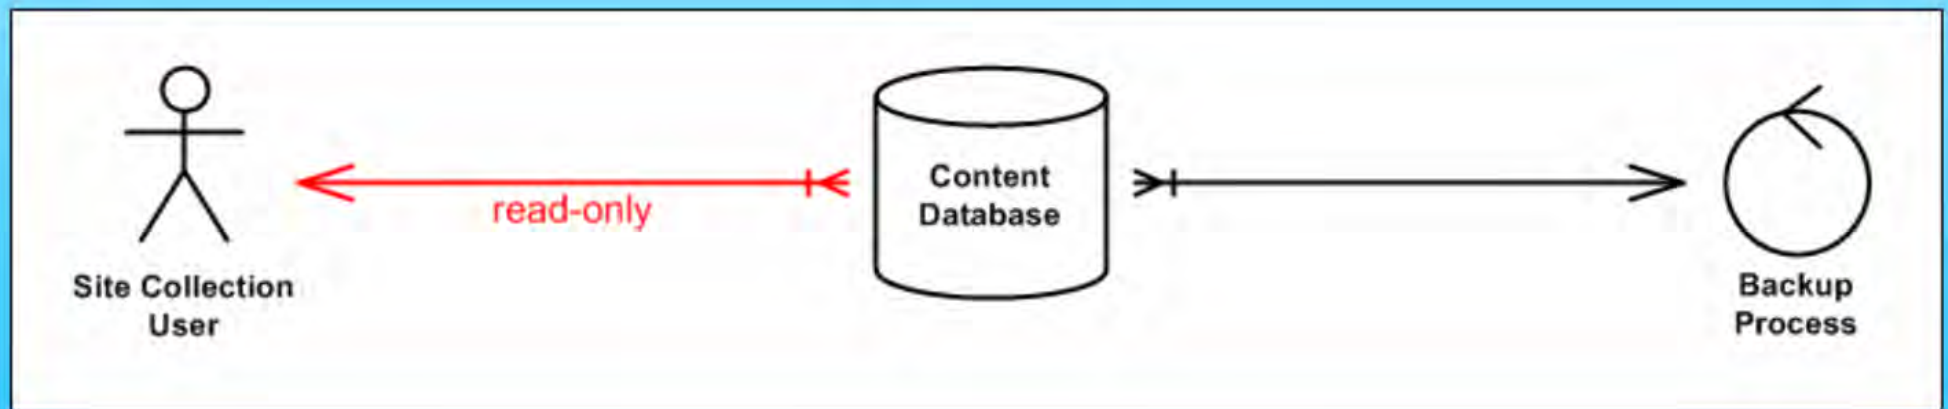 Site Collection
User
read-only
Content
Database
Backup
Process